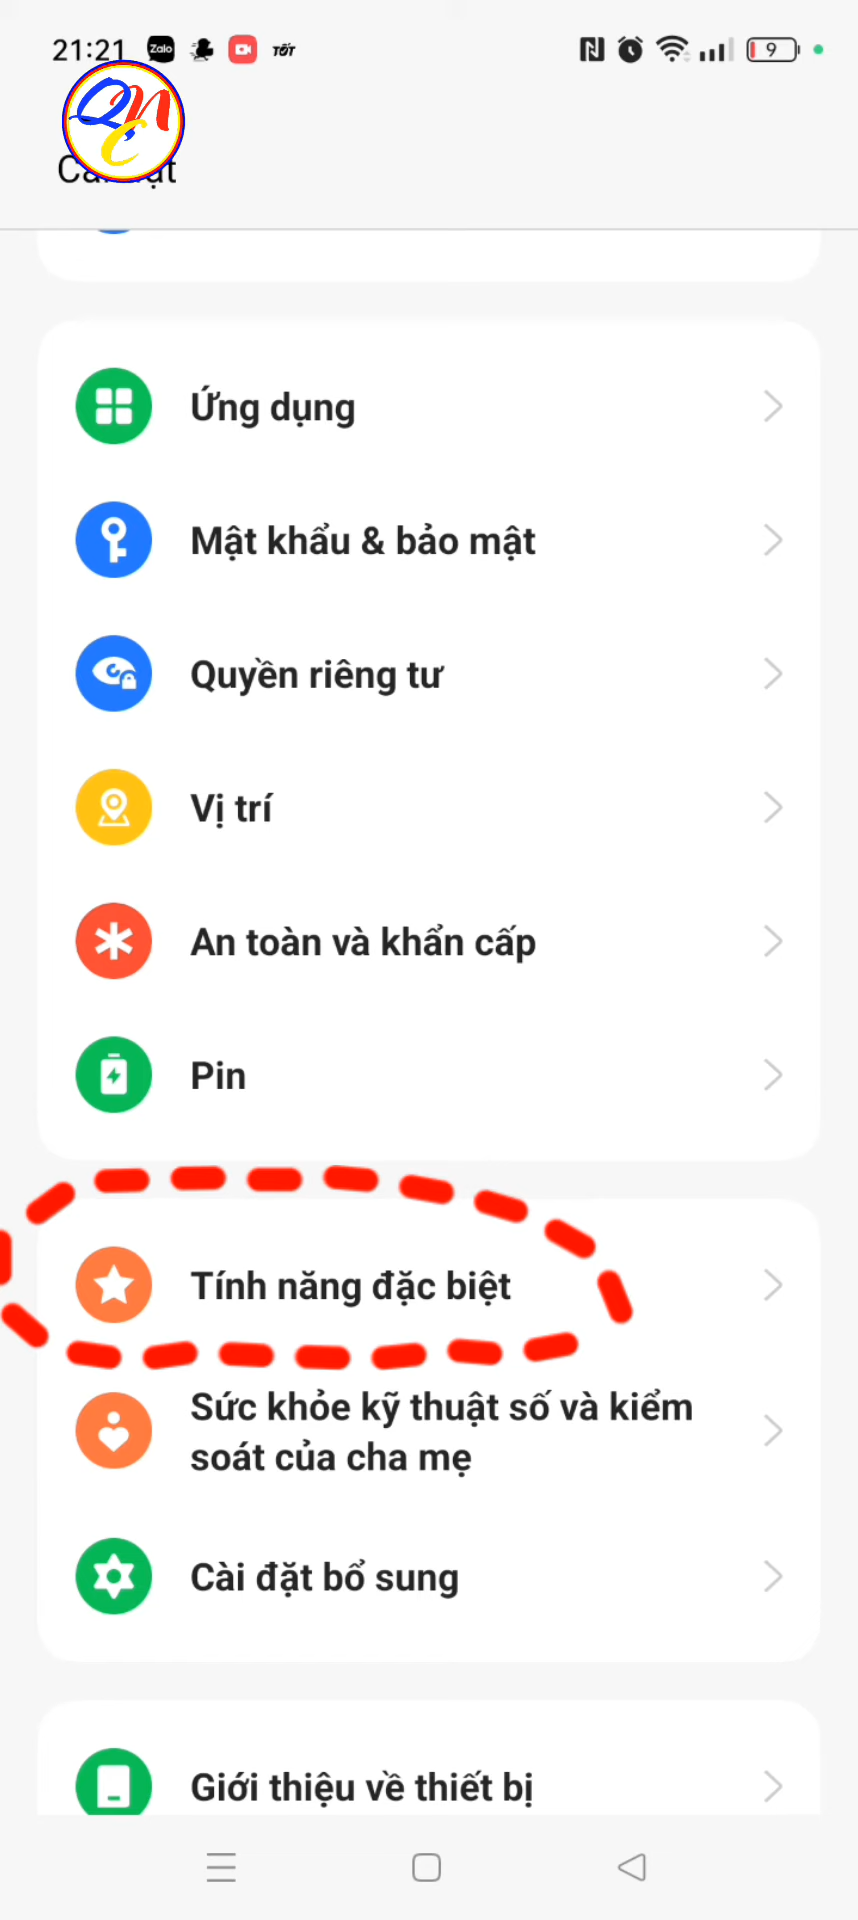 21:21 Zalo TỐT 9
QNC
Ứng dụng
Mật khẩu & bảo mật
Quyền riêng tư
Vị trí
An toàn và khẩn cấp
Pin
Tính năng đặc biệt
Sức khỏe kỹ thuật số và kiểm
soát của cha mẹ
Cài đặt bổ sung
Giới thiệu về thiết bị